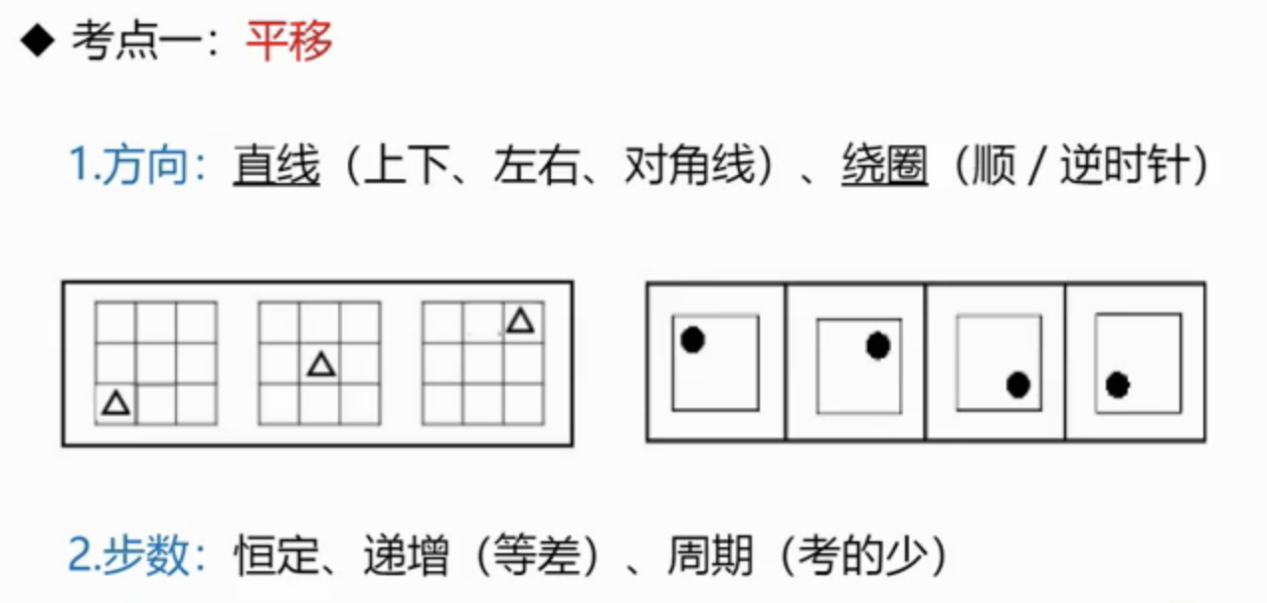 ◆ 考点一：平移
1.方向：直线（上下、左右、对角线）、绕圈（顺 / 逆时针）
2.步数：恒定、递增（等差）、周期（考的少）